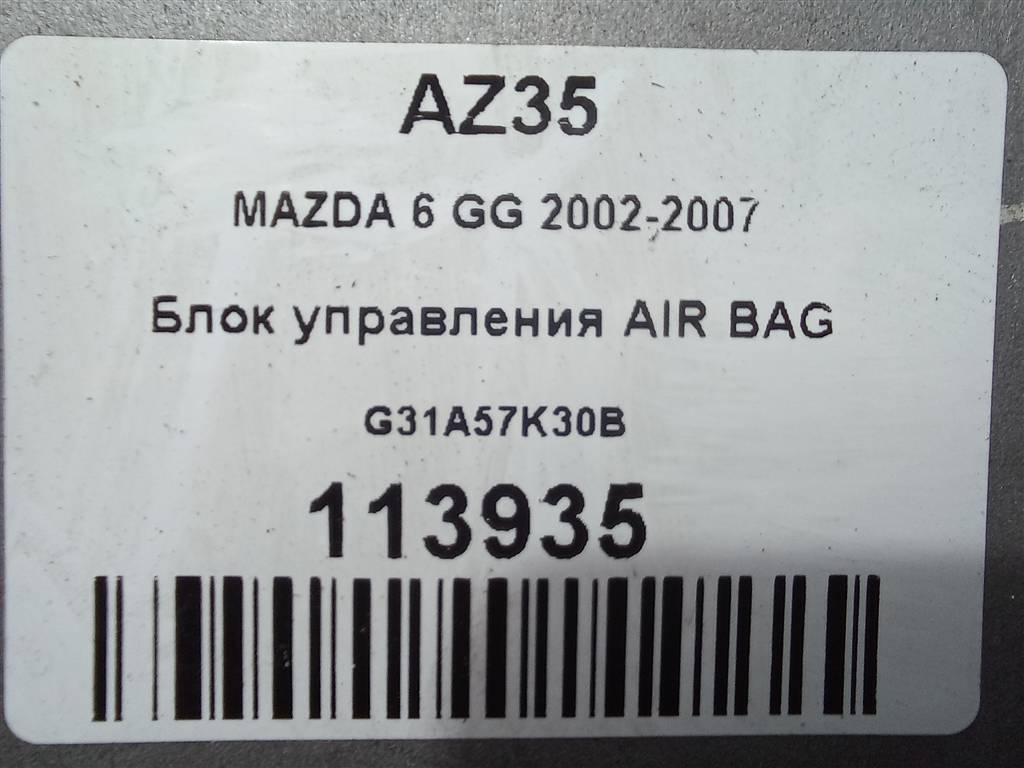 AZ35
MAZDA 6 GG 2002-2007
Блок управления AIR BAG
G31A57K30B
113935